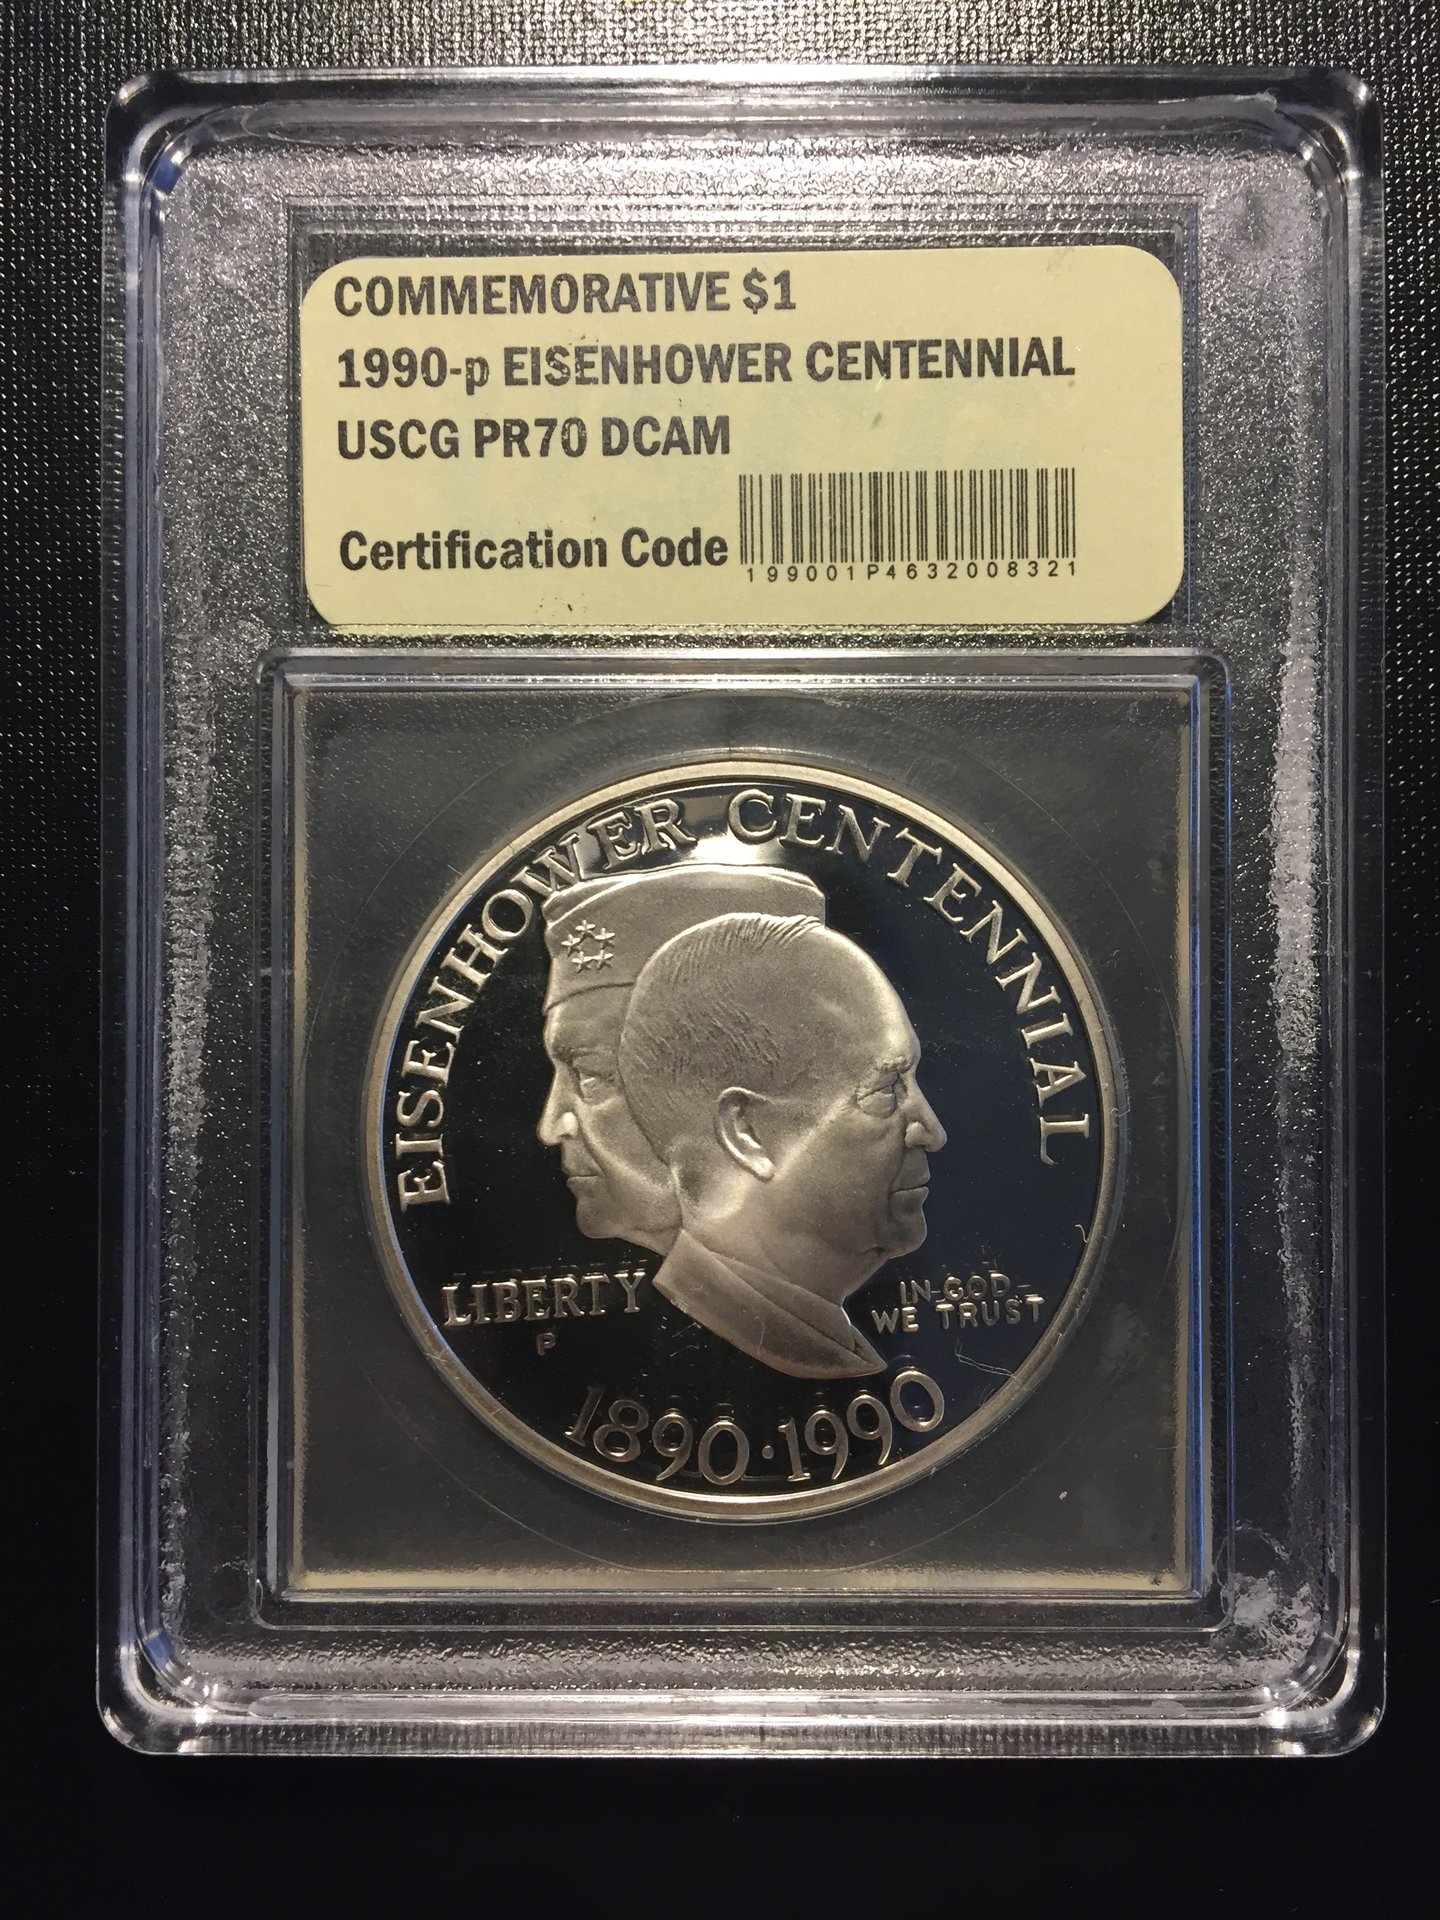 COMMEMORATIVE $1
1990-p EISENHOWER CENTENNIAL
USCG PR70 DCAM
Certification Code
199001P4632008321
EISENHOWER CENTENNIAL
LIBERTY
P
IN GOD
WE TRUST
1890·1990